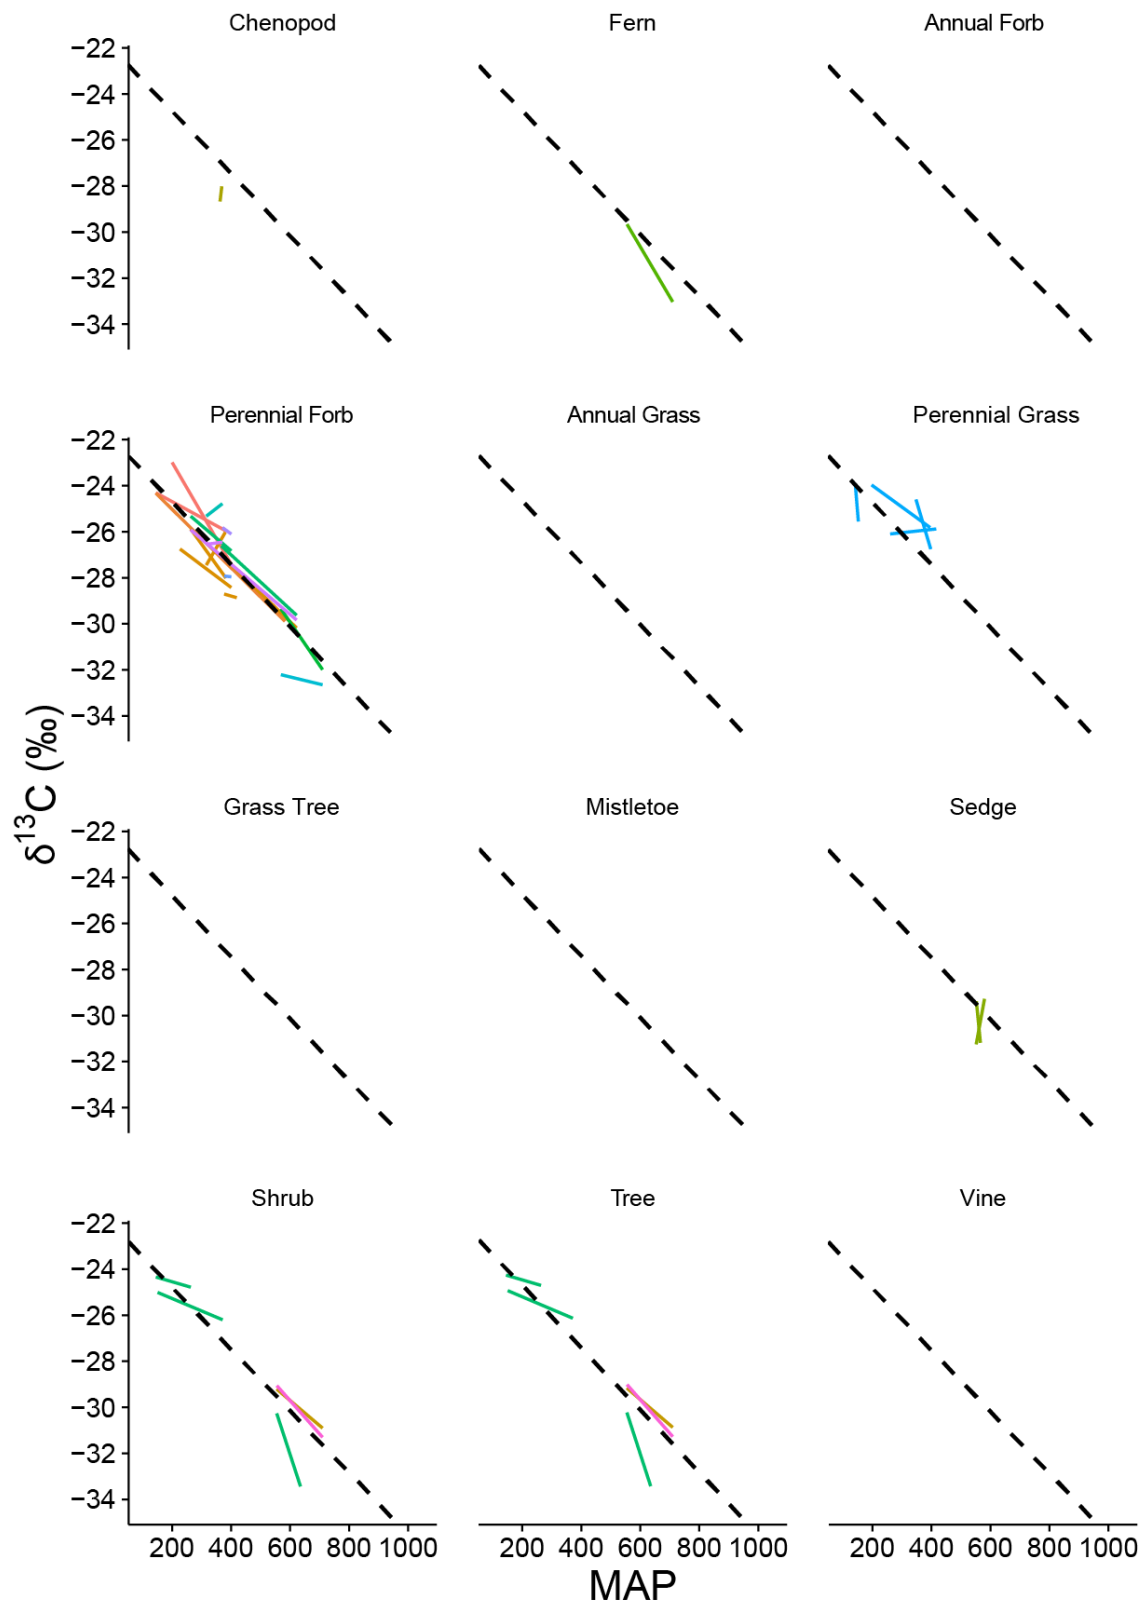 Chenopod
Fern
Annual Forb
−22
−24
−26
−28
−30
−32
−34
Perennial Forb
Annual Grass
Perennial Grass
−22
−24
−26
−28
−30
−32
−34
δ13C (‰)
Grass Tree
Mistletoe
Sedge
−22
−24
−26
−28
−30
−32
−34
Shrub
Tree
Vine
−22
−24
−26
−28
−30
−32
−34
200 400 600 800 1000
200 400 600 800 1000
200 400 600 800 1000
MAP